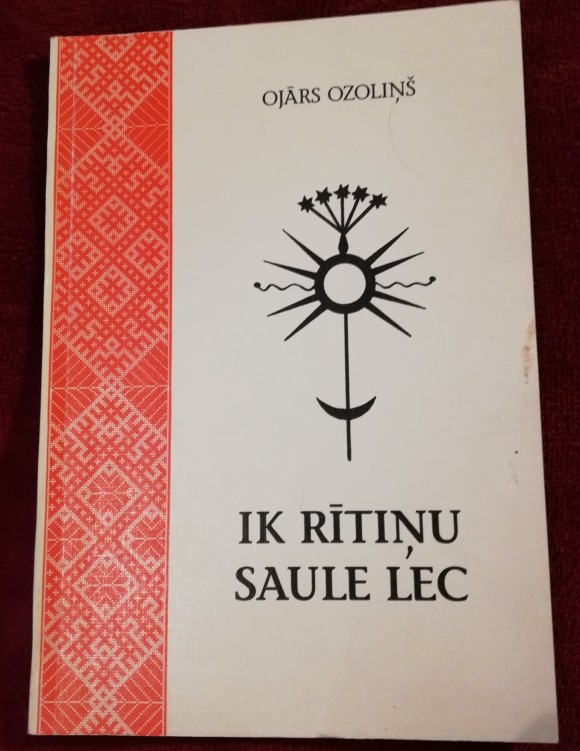 OJĀRS OZOLIŅŠ
IK RĪTIŅU
SAULE LEC